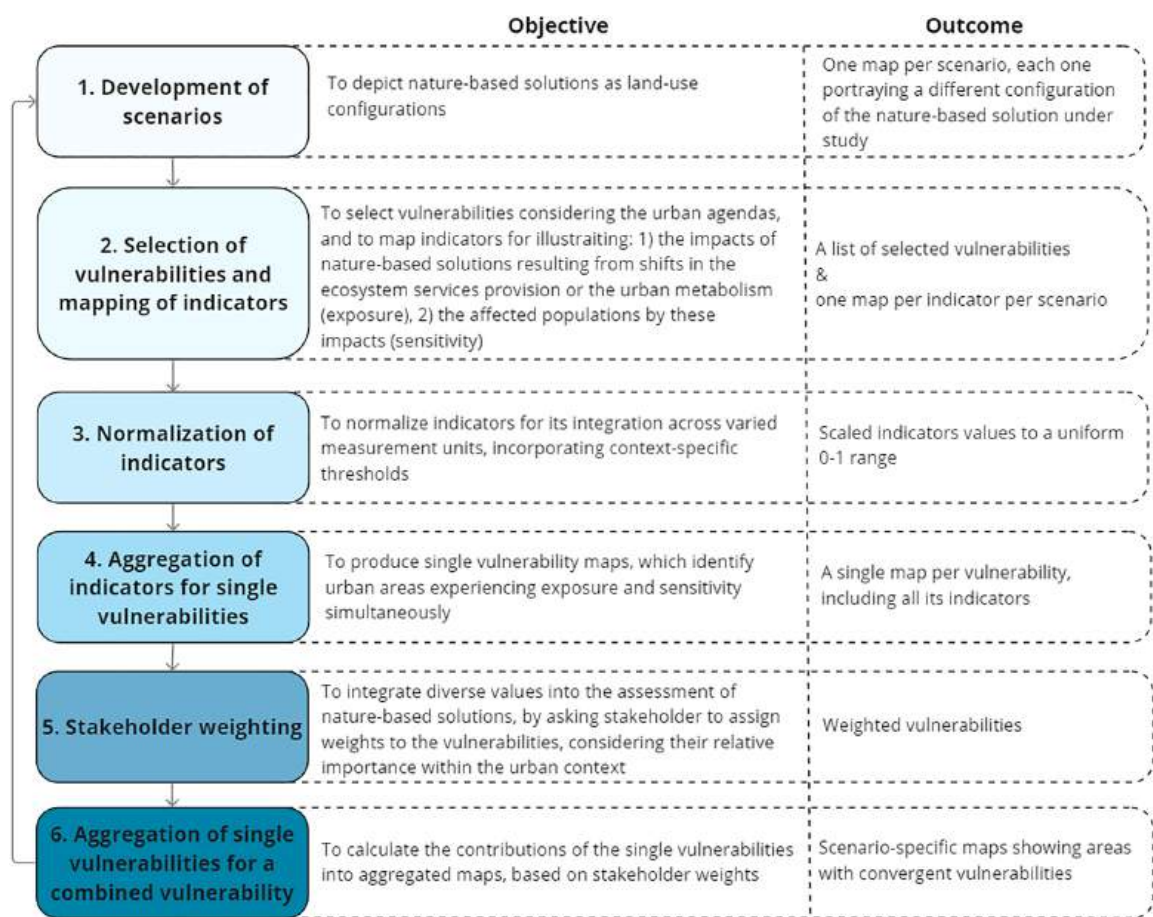 Objective
Outcome
1. Development of
scenarios
To depict nature-based solutions as land-use
configurations
One map per scenario, each one
portraying a different configuration
of the nature-based solution under
study
2. Selection of
vulnerabilities and
mapping of indicators
To select vulnerabilities considering the urban agendas,
and to map indicators for illustraiting: 1) the impacts of
nature-based solutions resulting from shifts in the
ecosystem services provision or the urban metabolism
(exposure), 2) the affected populations by these
impacts (sensitivity)
A list of selected vulnerabilities
&
one map per indicator per scenario
3. Normalization of
indicators
To normalize indicators for its integration across varied
measurement units, incorporating context-specific
thresholds
Scaled indicators values to a uniform
0-1 range
4. Aggregation of
indicators for single
vulnerabilities
To produce single vulnerability maps, which identify
urban areas experiencing exposure and sensitivity
simultaneously
A single map per vulnerability,
including all its indicators
5. Stakeholder weighting
To integrate diverse values into the assessment of
nature-based solutions, by asking stakeholder to assign
weights to the vulnerabilities, considering their relative
importance within the urban context
Weighted vulnerabilities
6. Aggregation of single
vulnerabilities for a
combined vulnerability
To calculate the contributions of the single vulnerabilities
into aggregated maps, based on stakeholder weights
Scenario-specific maps showing areas
with convergent vulnerabilities